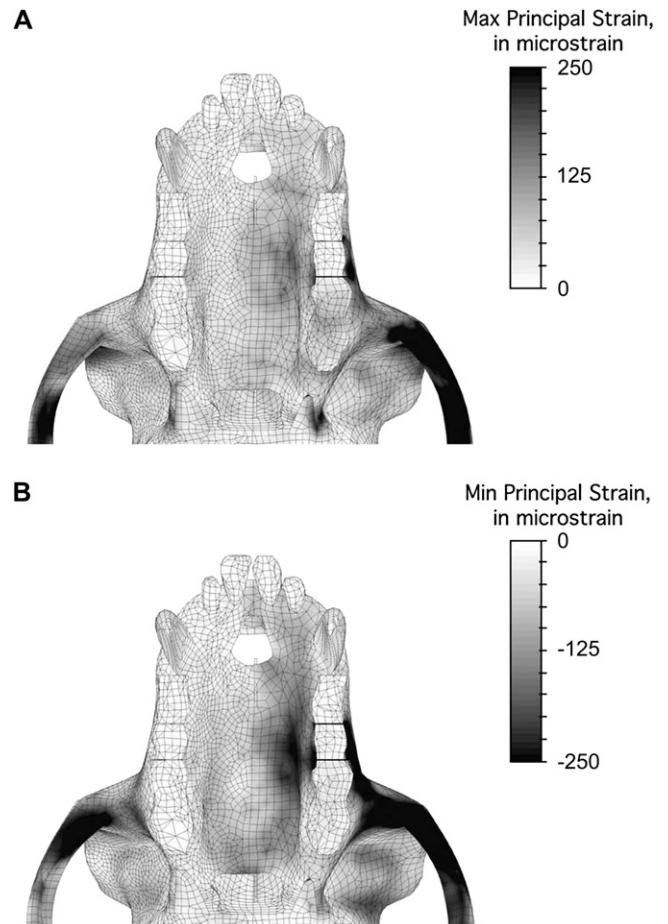 A
Max Principal Strain,
in microstrain
250
125
0
B
Min Principal Strain,
in microstrain
0
-125
-250